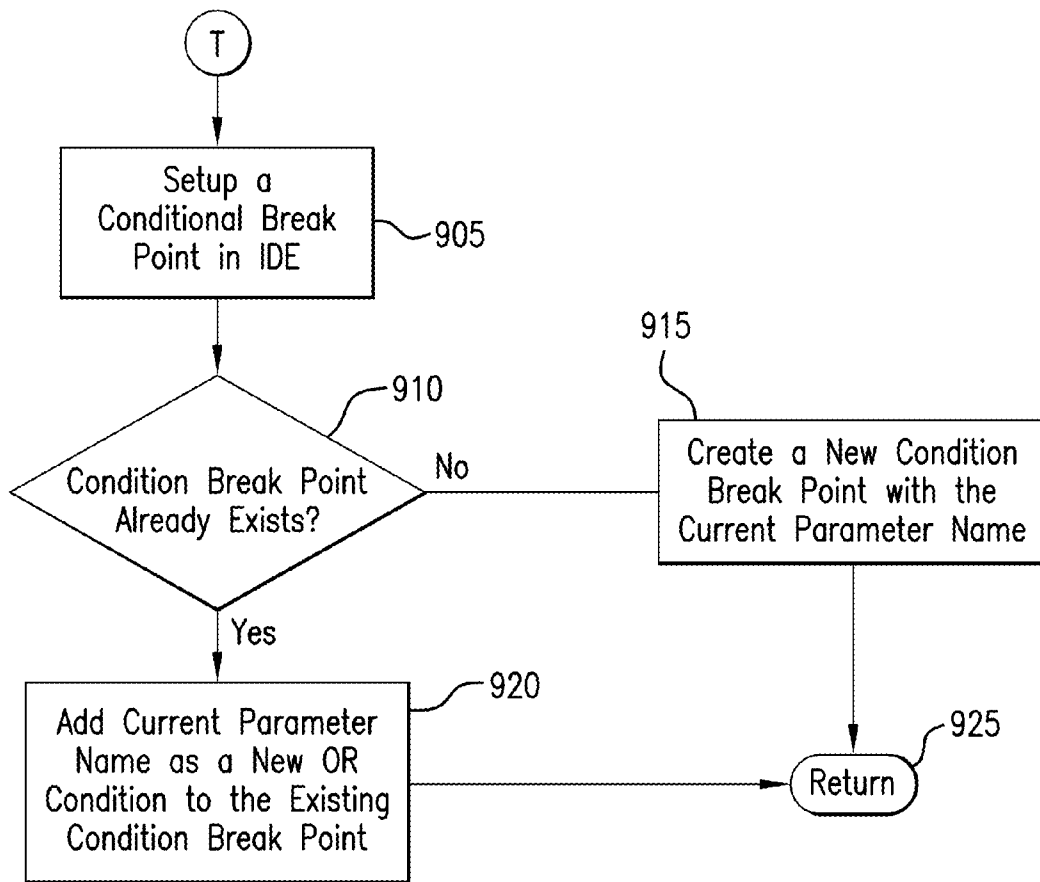 T
Setup a
Conditional Break
Point in IDE
905
910
Condition Break Point
Already Exists?
No
915
Create a New Condition
Break Point with the
Current Parameter Name
Yes
920
Add Current Parameter
Name as a New OR
Condition to the Existing
Condition Break Point
925
Return